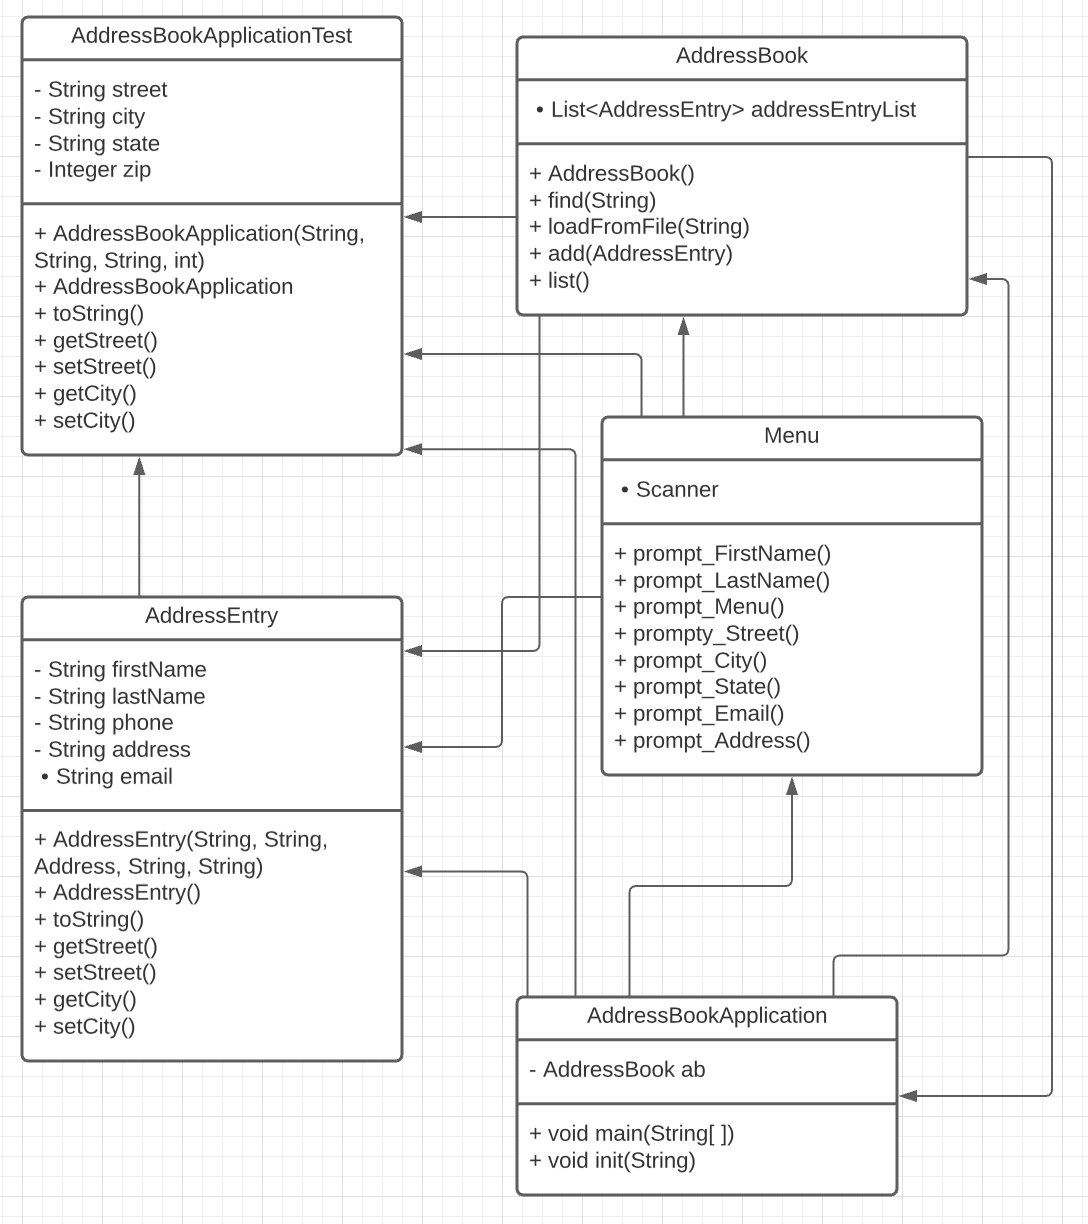 AddressBookApplicationTest
- String street
- String city
- String state
- Integer zip
+ AddressBookApplication(String,
String, String, int)
+ AddressBookApplication
+ toString()
+ getStreet()
+ setStreet()
+ getCity()
+ setCity()
AddressBook
• List<AddressEntry> addressEntryList
+ AddressBook()
+ find(String)
+ loadFromFile(String)
+ add(AddressEntry)
+ list()
Menu
• Scanner
+ prompt_FirstName()
+ prompt_LastName()
+ prompt_Menu()
+ prompty_Street()
+ prompt_City()
+ prompt_State()
+ prompt_Email()
+ prompt_Address()
AddressEntry
- String firstName
- String lastName
- String phone
- String address
• String email
+ AddressEntry(String, String,
Address, String, String)
+ AddressEntry()
+ toString()
+ getStreet()
+ setStreet()
+ getCity()
+ setCity()
AddressBookApplication
- AddressBook ab
+ void main(String[ ])
+ void init(String)